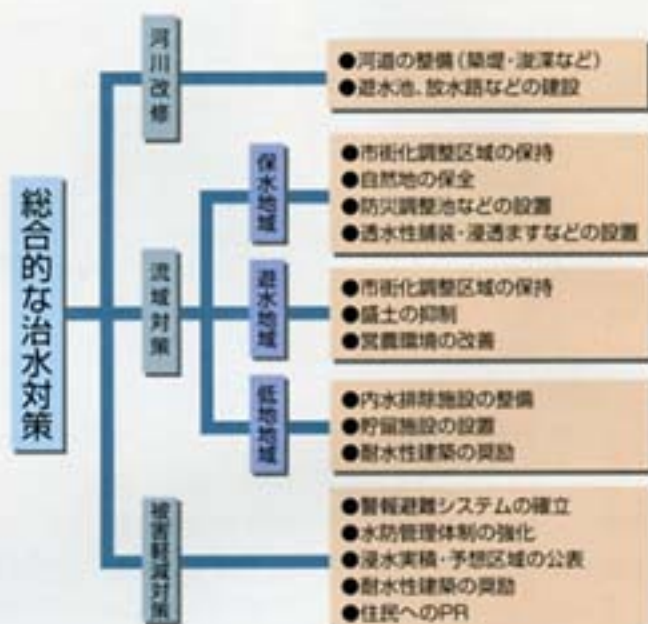 総合的な治水対策
河川改修
●河道の整備(築堤・浚渫など)
●遊水池、放水路などの建設
流域対策
保水地域
●市街化調整区域の保持
●自然地の保全
●防災調整池などの設置
●透水性舗装・浸透ますなどの設置
遊水地域
●市街化調整区域の保持
●盛土の抑制
●営農環境の改善
低地地域
●内水排除施設の整備
●貯留施設の設置
●耐水性建築の奨励
被害軽減対策
●警報避難システムの確立
●水防管理体制の強化
●浸水実積・予想区域の公表
●耐水性建築の奨励
●住民へのPR